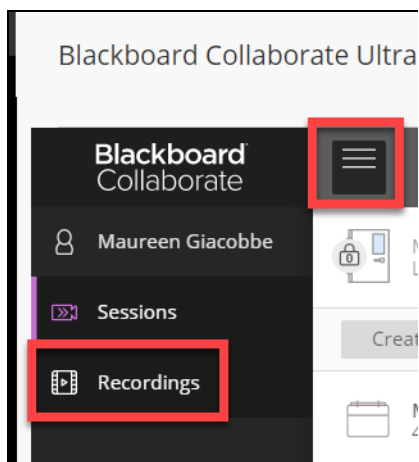 Blackboard Collaborate Ultra
Blackboard
Collaborate
Maureen Giacobbe
Sessions
Recordings